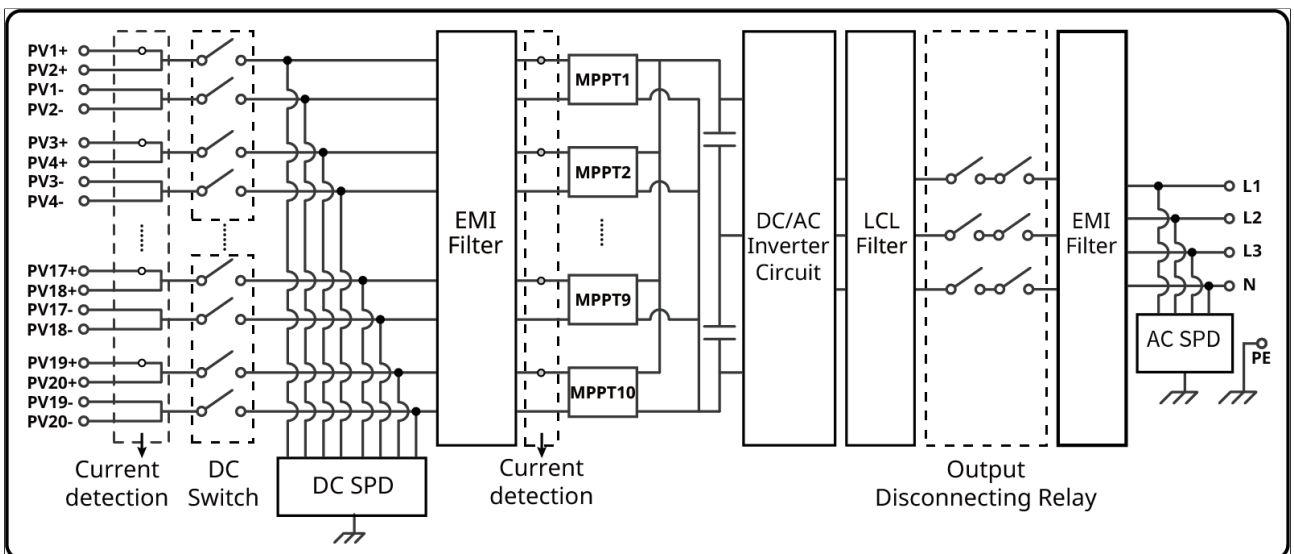 PV1+
PV2+
PV1-
PV2-
PV3+
PV4+
PV3-
PV4-
PV17+
PV18+
PV17-
PV18-
PV19+
PV20+
PV19-
PV20-
Current
detection
DC
Switch
DC SPD
EMI
Filter
Current
detection
MPPT1
MPPT2
MPPT9
MPPT10
DC/AC
Inverter
Circuit
LCL
Filter
Output
Disconnecting Relay
EMI
Filter
L1
L2
L3
N
AC SPD
PE